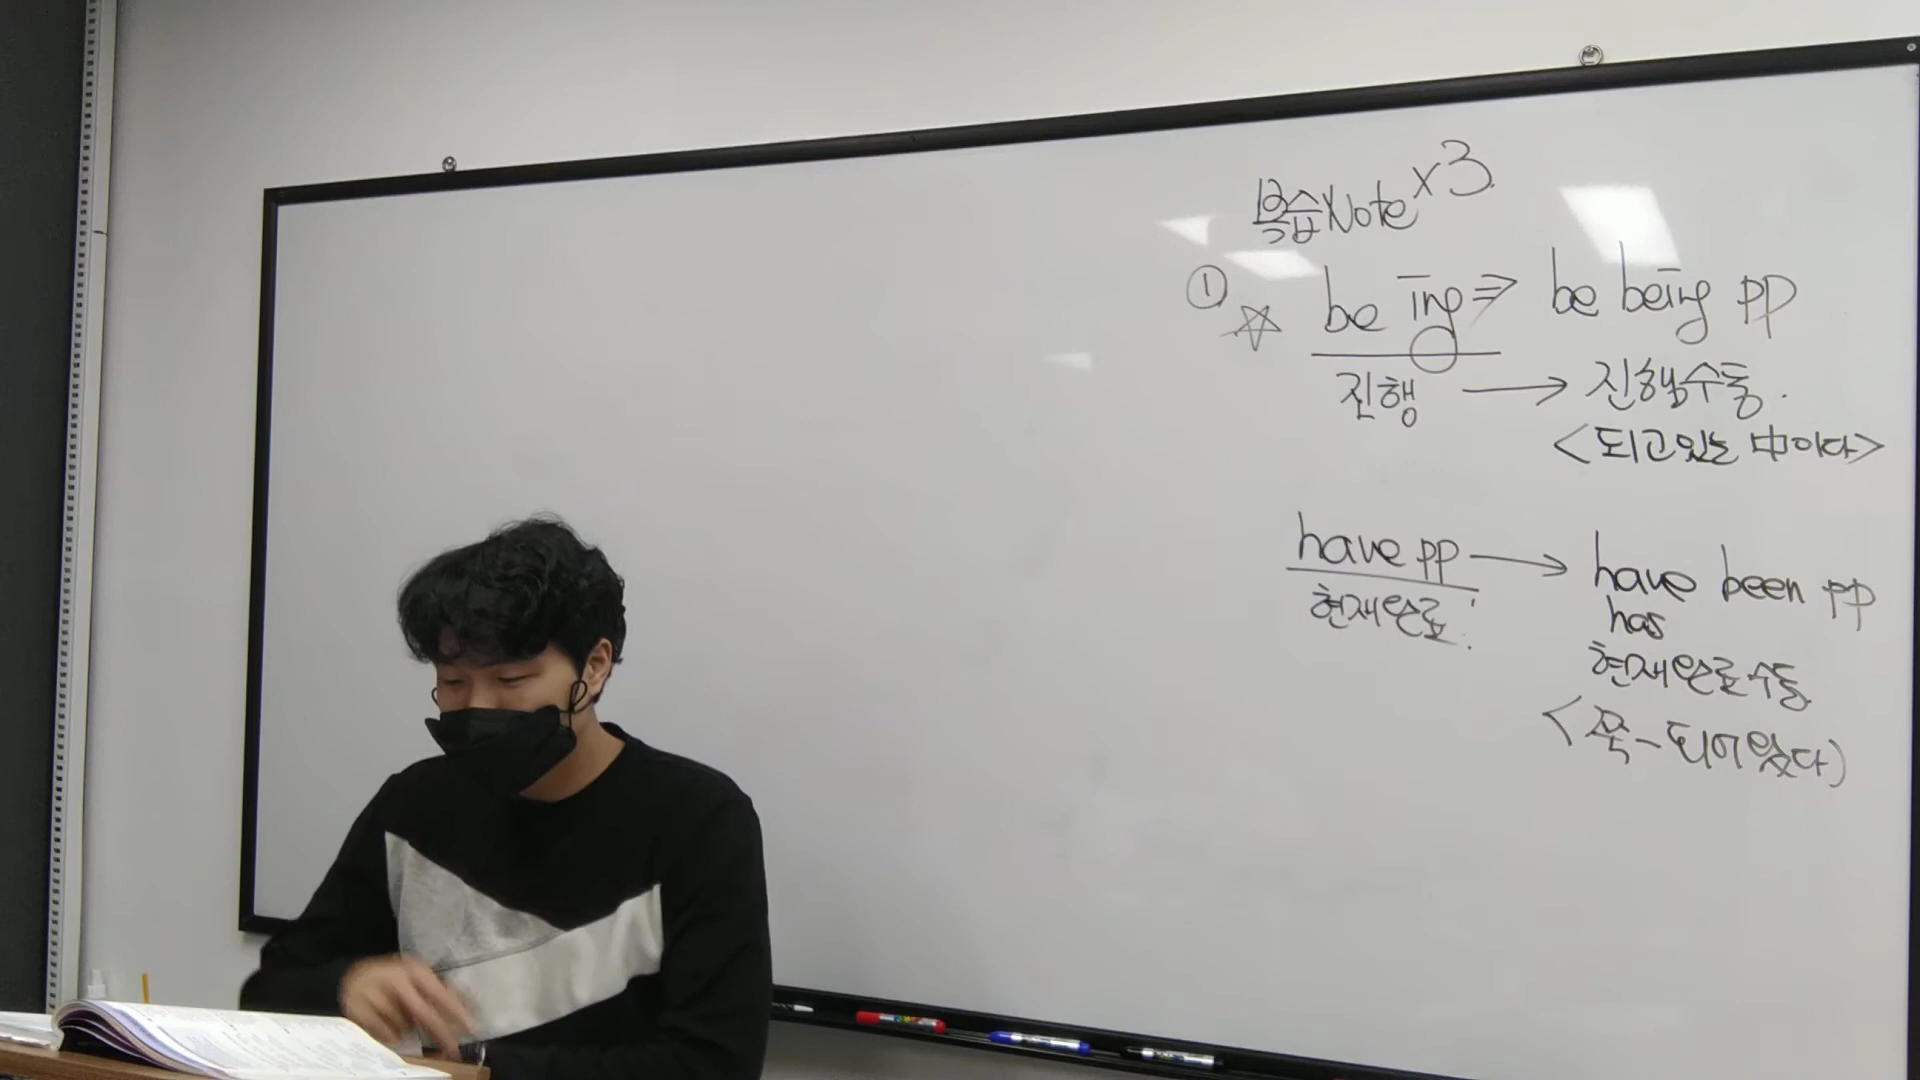 복습Note x3.
① ☆ be ing ⇒ be being pp
진행 → 진행수동.
<되고있는 中이다>
have pp → have been pp
has
현재완료
현재완료수동
<쭉-되어왔다)